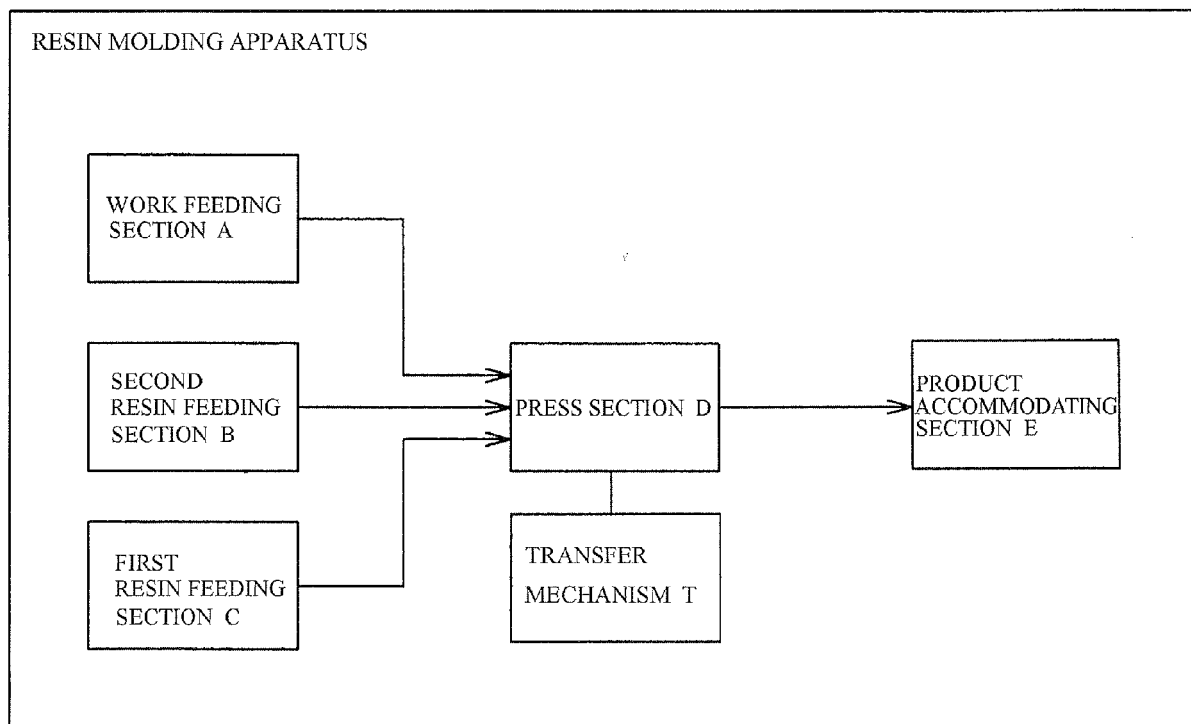 RESIN MOLDING APPARATUS
WORK FEEDING
SECTION A
SECOND
RESIN FEEDING
SECTION B
FIRST
RESIN FEEDING
SECTION C
PRESS SECTION D
TRANSFER
MECHANISM T
PRODUCT
ACCOMMODATING
SECTION E